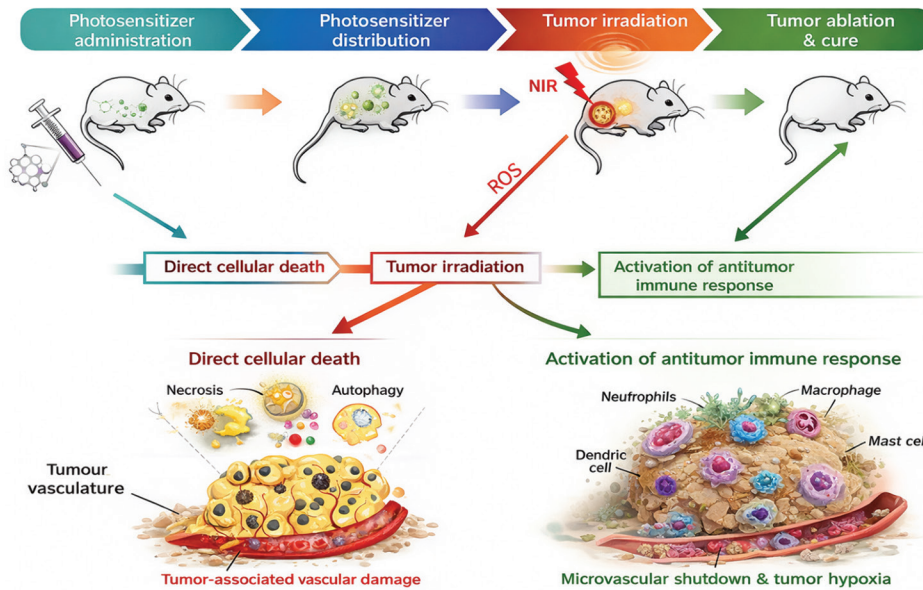 Photosensitizer
administration
Photosensitizer
distribution
Tumor irradiation
Tumor ablation
& cure
NIR
ROS
Direct cellular death
Tumor irradiation
Activation of antitumor
immune response
Direct cellular death
Activation of antitumor immune response
Necrosis
Autophagy
Neufrophils
Macrophage
Dendric
cell
Mast cel
Tumour
vasculature
Tumor-associated vascular damage
Microvascular shutdown & tumor hypoxia